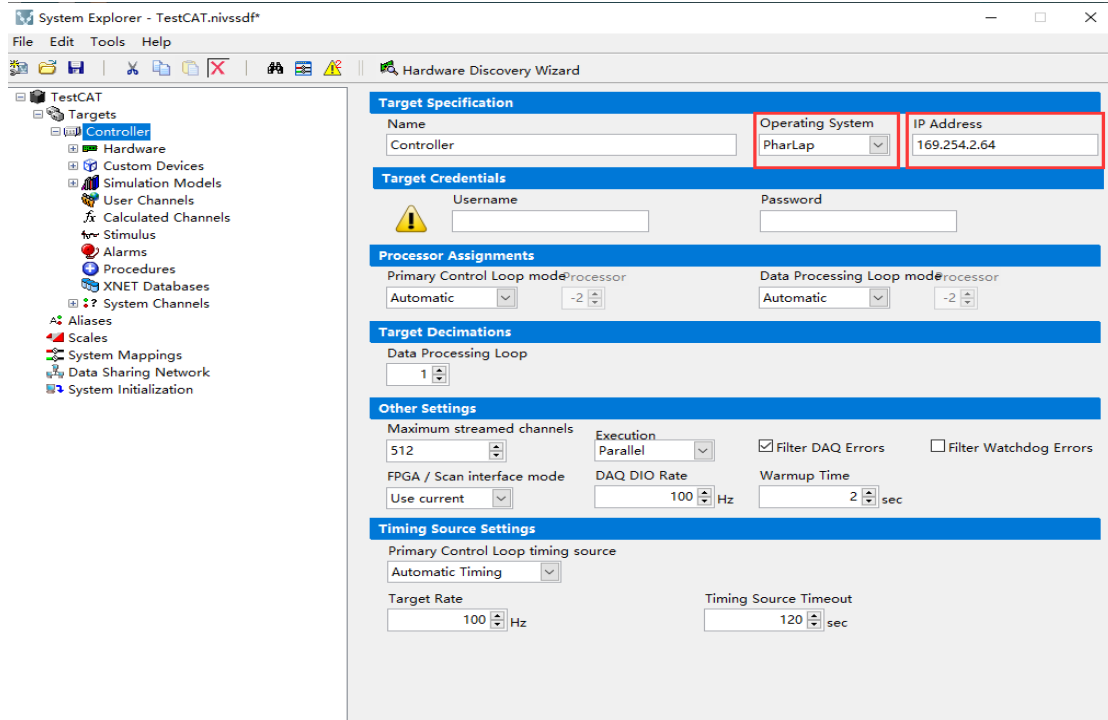 System Explorer - TestCAT.nivssdf*
File Edit Tools Help
Hardware Discovery Wizard
TestCAT
Targets
Controller
Hardware
Custom Devices
Simulation Models
User Channels
fx Calculated Channels
Stimulus
Alarms
Procedures
XNET Databases
System Channels
Aliases
Scales
System Mappings
Data Sharing Network
System Initialization
Target Specification
Name Operating System IP Address
Controller PharLap 169.254.2.64
Target Credentials
Username Password
Processor Assignments
Primary Control Loop mode Processor Data Processing Loop mode Processor
Automatic -2 Automatic -2
Target Decimations
Data Processing Loop
1
Other Settings
Maximum streamed channels Execution
512 Parallel Filter DAQ Errors Filter Watchdog Errors
FPGA / Scan interface mode DAQ DIO Rate Warmup Time
Use current 100 Hz 2 sec
Timing Source Settings
Primary Control Loop timing source
Automatic Timing
Target Rate Timing Source Timeout
100 Hz 120 sec